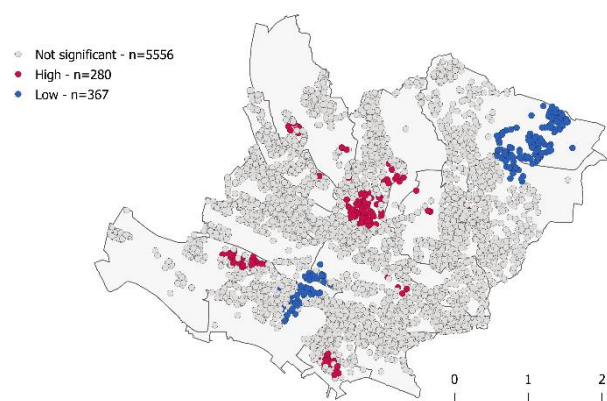 Not significant - n=5556
High - n=280
Low - n=367
0 1 2